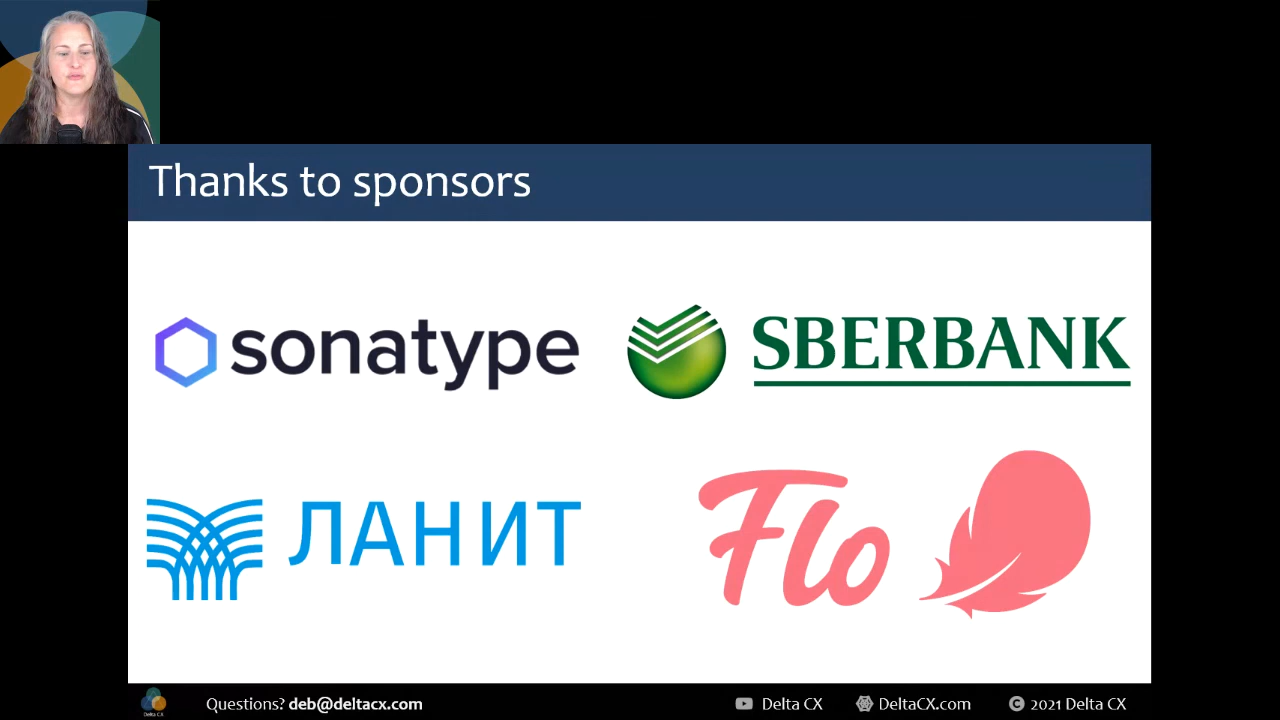 Thanks to sponsors
sonatype
SBERBANK
ЛАНИТ
Flo
Delta CX
Questions? deb@deltacx.com
Delta CX
DeltaCX.com
© 2021 Delta CX